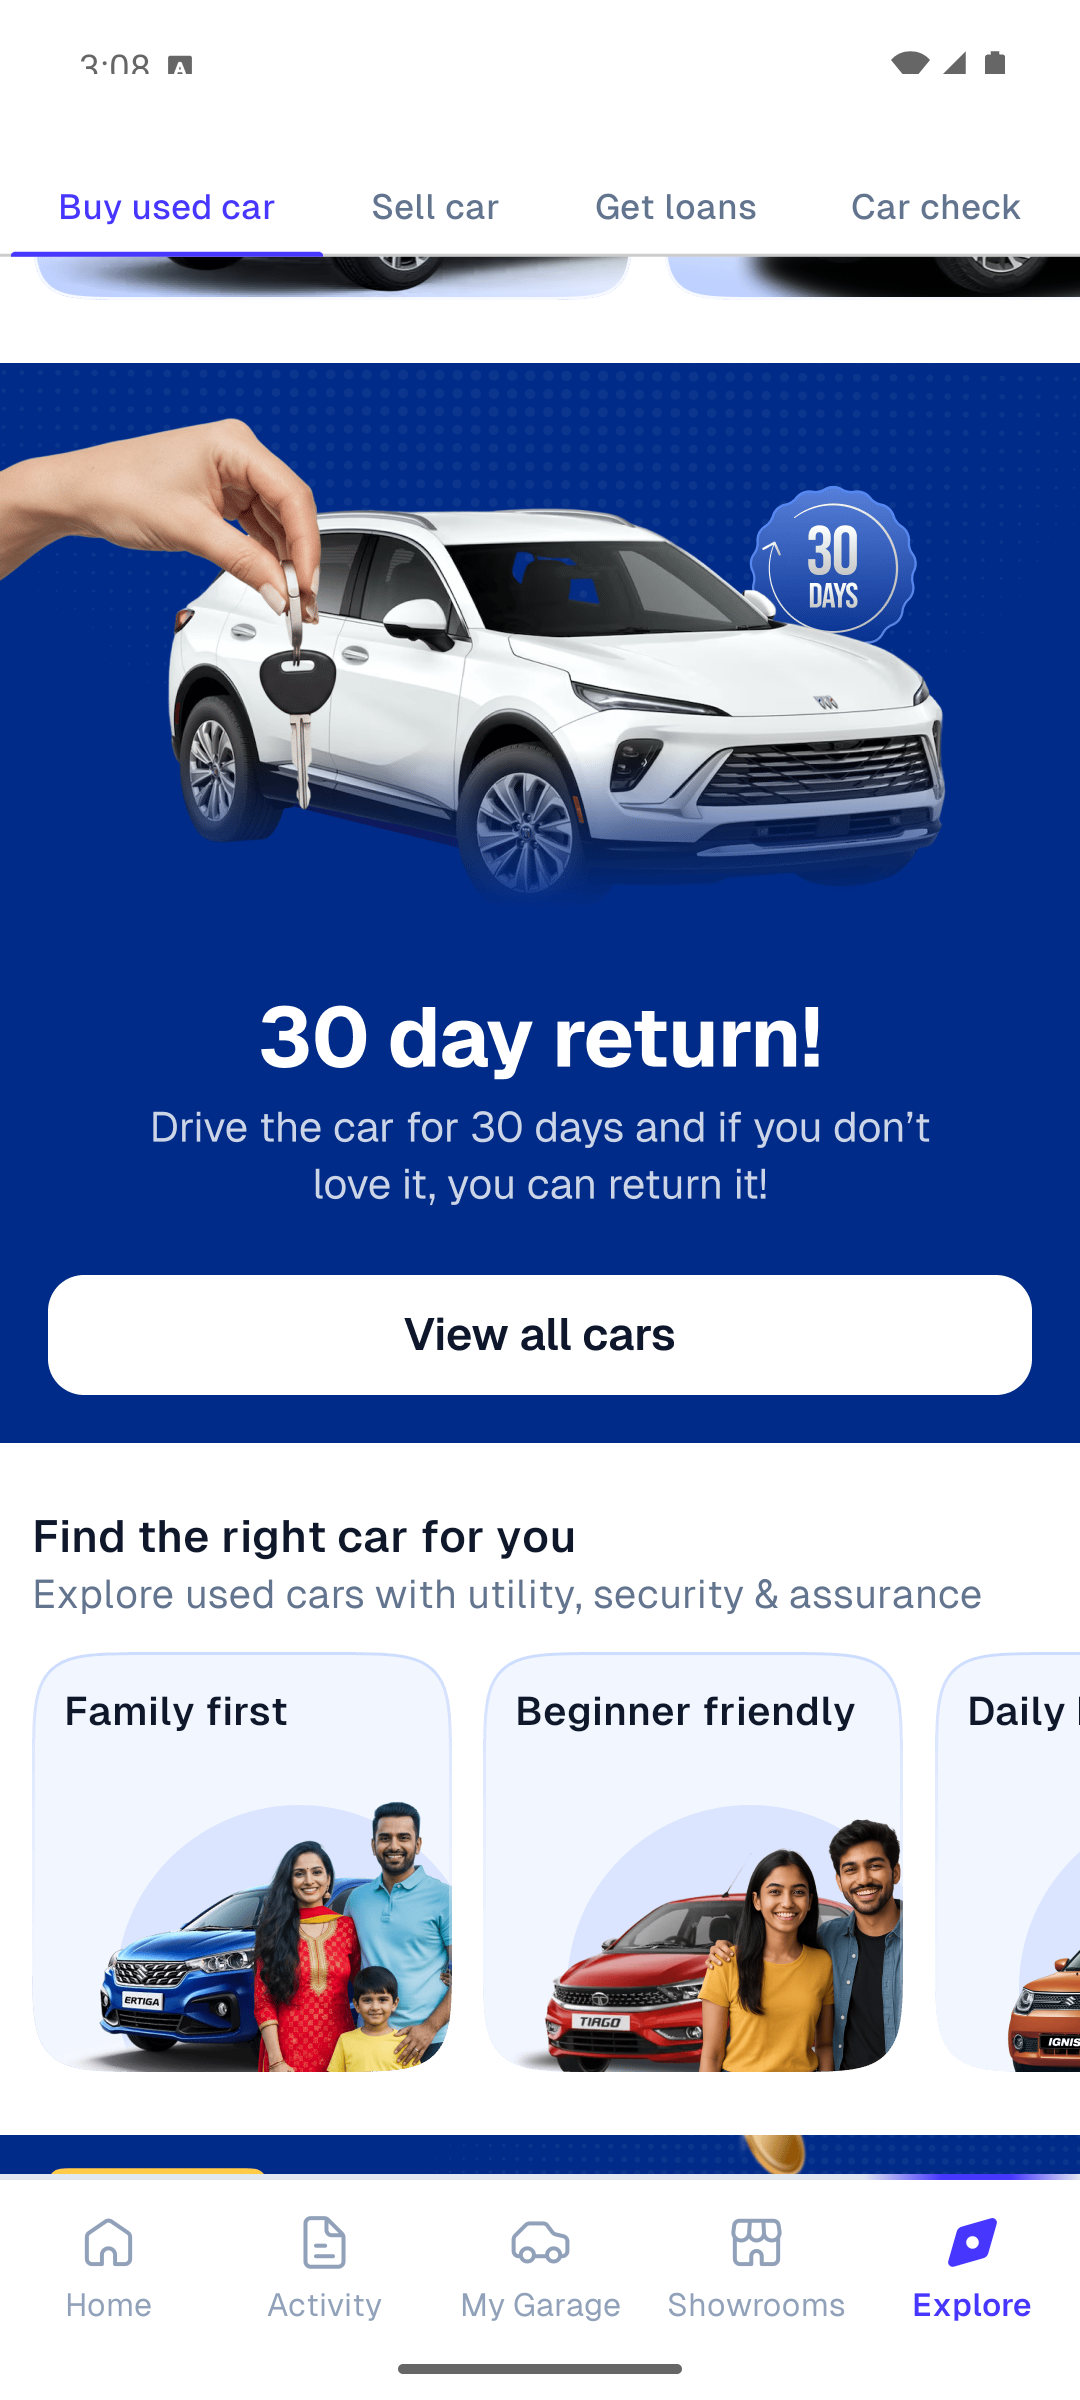 3:08
Buy used car
Sell car
Get loans
Car check
30
DAYS
30 day return!
Drive the car for 30 days and if you don’t
love it, you can return it!
View all cars
Find the right car for you
Explore used cars with utility, security & assurance
Family first
Beginner friendly
Daily
ERTIGA
TIAGO
IGNIS
Home
Activity
My Garage
Showrooms
Explore